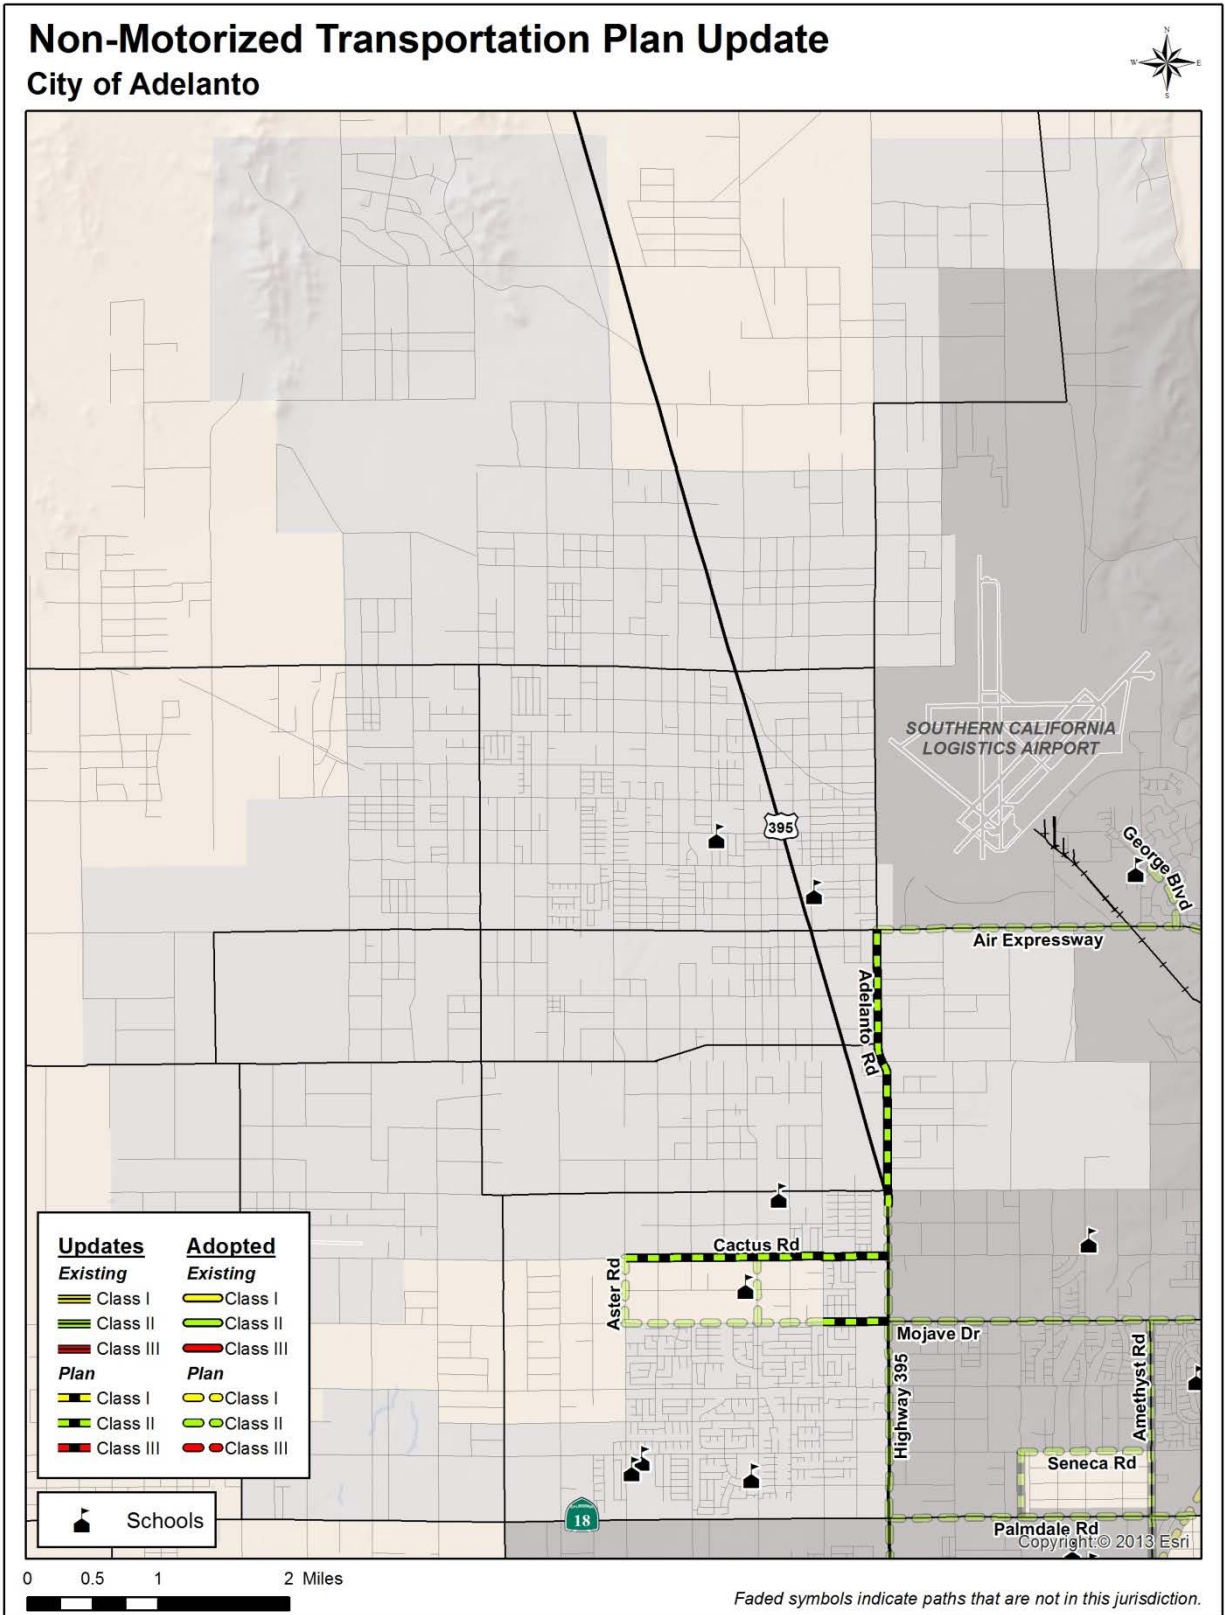 Non-Motorized Transportation Plan Update
City of Adelanto
N
W
E
S
SOUTHERN CALIFORNIA
LOGISTICS AIRPORT
395
George Blvd
Air Expressway
Adelanto Rd
Cactus Rd
Aster Rd
Mojave Dr
Highway 395
Amethyst Rd
Seneca Rd
Palmdale Rd
18
Copyright:© 2013 Esri
Updates Adopted
Existing Existing
Class I Class I
Class II Class II
Class III Class III
Plan Plan
Class I Class I
Class II Class II
Class III Class III
Schools
0 0.5 1 2 Miles
Faded symbols indicate paths that are not in this jurisdiction.